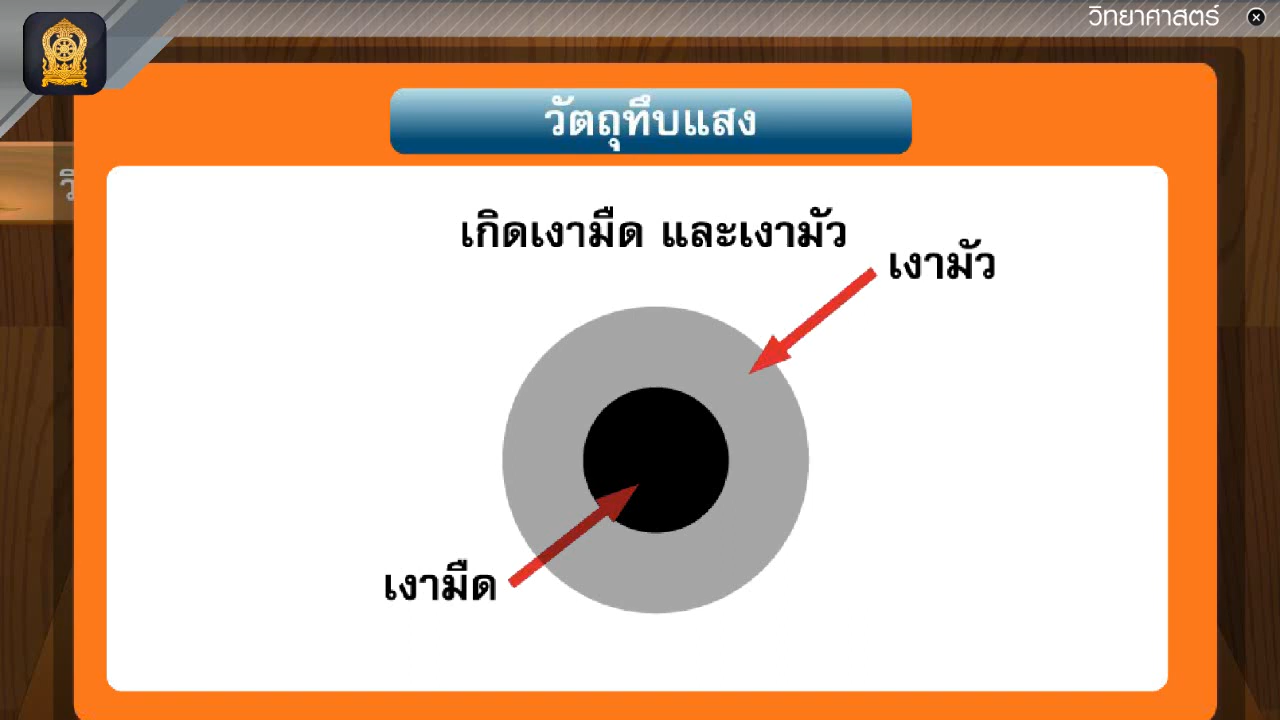 วิทยาศาสตร์
วัตถุทึบแสง
เกิดเงามืด และเงามัว
เงามัว
เงามืด